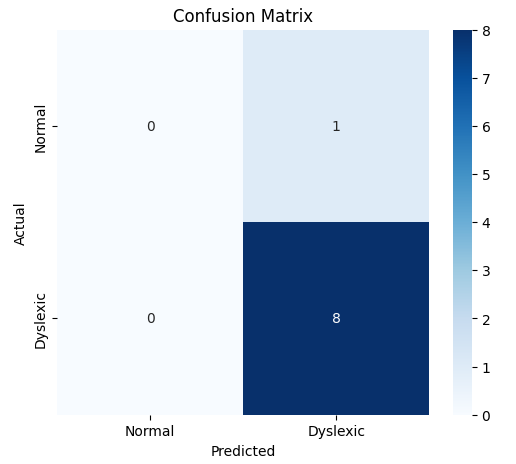 Confusion Matrix
Normal
0
1
Actual
Dyslexic
0
8
Normal
Dyslexic
Predicted
8
7
6
5
4
3
2
1
0